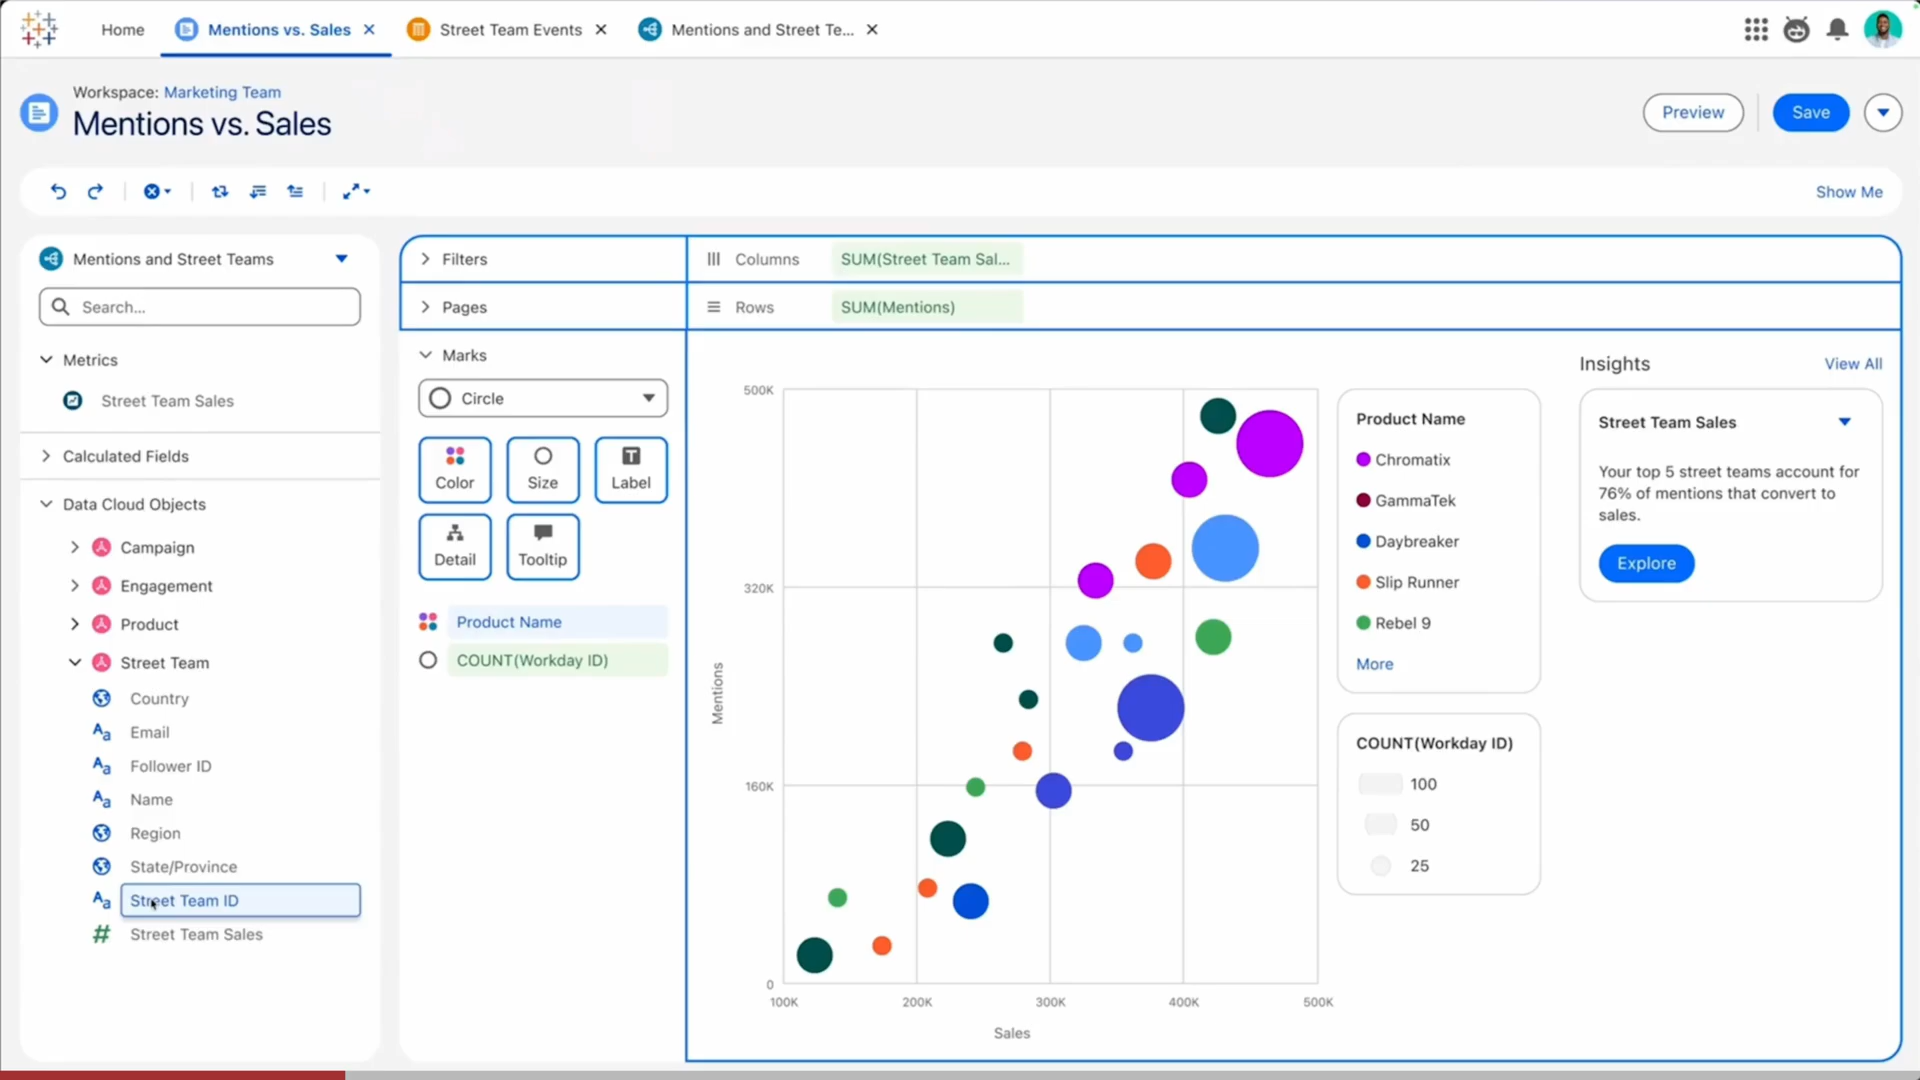 Home
Mentions vs. Sales
Street Team Events
Mentions and Street Te...
Workspace: Marketing Team
Mentions vs. Sales
Preview
Save
Show Me
Mentions and Street Teams
Search...
Metrics
Street Team Sales
Calculated Fields
Data Cloud Objects
Campaign
Engagement
Product
Street Team
Country
Email
Follower ID
Name
Region
State/Province
Street Team ID
Street Team Sales
Filters
Pages
Columns
SUM(Street Team Sal...
Rows
SUM(Mentions)
Marks
Circle
Color
Size
Label
Detail
Tooltip
Product Name
COUNT(Workday ID)
500K
320K
160K
0
Mentions
100K
200K
300K
400K
500K
Sales
Product Name
Chromatix
GammaTek
Daybreaker
Slip Runner
Rebel 9
More
COUNT(Workday ID)
100
50
25
Insights
View All
Street Team Sales
Your top 5 street teams account for
76% of mentions that convert to
sales.
Explore